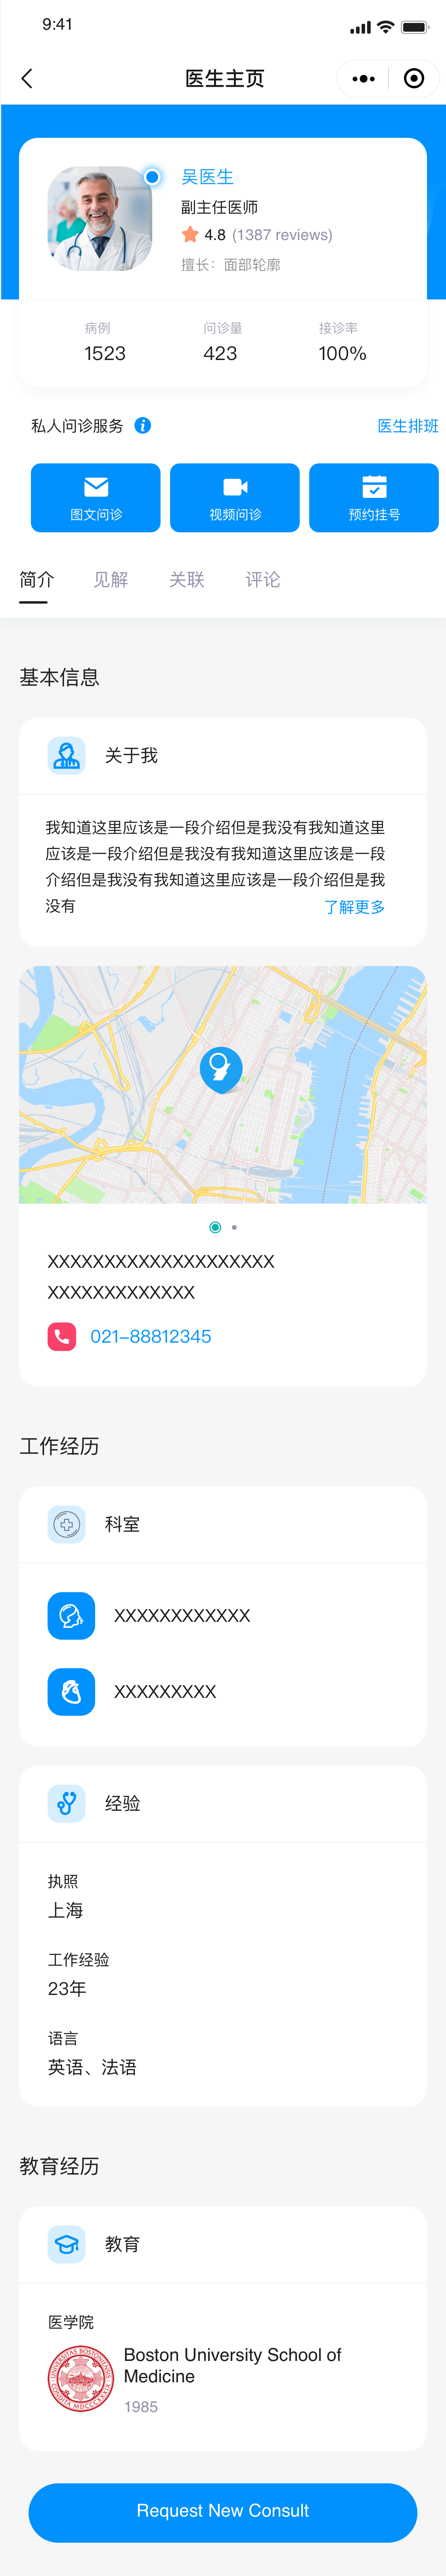 9:41
医生主页
吴医生
副主任医师
4.8 (1387 reviews)
擅长：面部轮廓
病例 问诊量 接诊率
1523 423 100%
私人问诊服务 医生排班
图文问诊 视频问诊 预约挂号
简介 见解 关联 评论
基本信息
关于我
我知道这里应该是一段介绍但是我没有我知道这里
应该是一段介绍但是我没有我知道这里应该是一段
介绍但是我没有我知道这里应该是一段介绍但是我
没有 了解更多
XXXXXXXXXXXXXXXXXXXX
XXXXXXXXXXXXX
021-88812345
工作经历
科室
XXXXXXXXXXXX
XXXXXXXXX
经验
执照
上海
工作经验
23年
语言
英语、法语
教育经历
教育
医学院
Boston University School of
Medicine
1985
Request New Consult